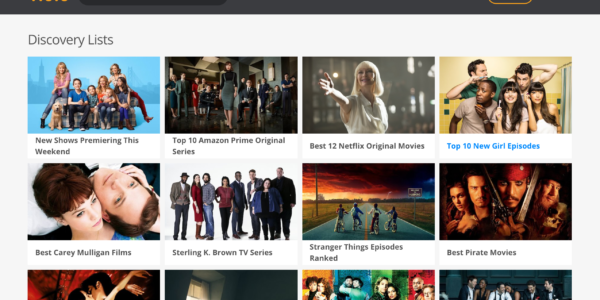 Discovery Lists
New Shows Premiering This
Weekend
Top 10 Amazon Prime Original
Series
Best 12 Netflix Original Movies
Top 10 New Girl Episodes
Best Carey Mulligan Films
Sterling K. Brown TV Series
Stranger Things Episodes
Ranked
Best Pirate Movies